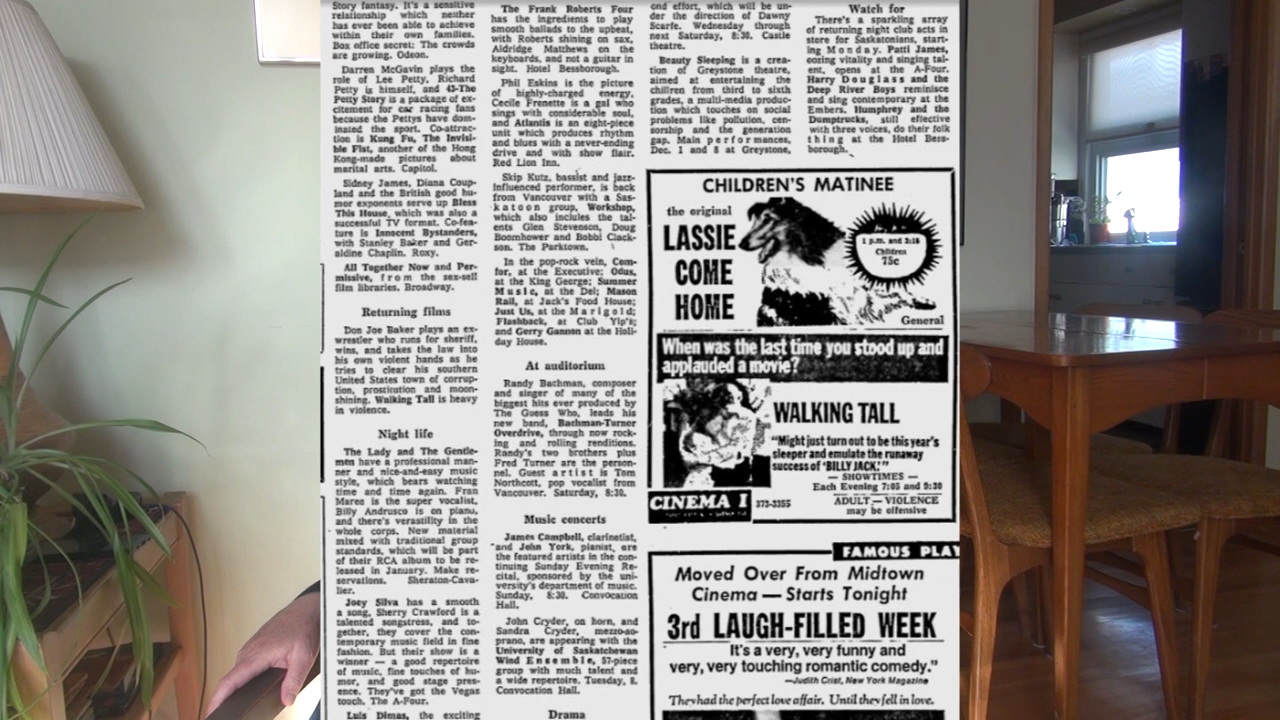 Story fantasy. It's a sensitive
relationship which neither
has ever been able to achieve
within their own families.
Box office secret: The crowds
are growing. Odeon.
Darren McGavin plays the
role of Lee Petty, Richard
Petty is himself, and 43-The
Petty Story is a package of ex-
citement for car racing fans
because the Pettys have dom-
inated the sport. Co-attrac-
tion is Kung Fu, The Invisi-
ble Fist, another of the Hong
Kong-made pictures about
marial arts. Capitol.
Sidney James, Diana Coup-
land and the British good hu-
mor exponents serve up Bless
This House, which was also a
successful TV format. Co-fea-
ture is Innocent Bystanders,
with Stanley Baker and Ger-
aldine Chaplin. Roxy.
All Together Now and Per-
missive, from the sex-sell
film libraries. Broadway.
Returning films
Don Joe Baker plays an ex-
wrestler who runs for sheriff,
wins, and takes the law into
his own violent hands as he
tries to clear his southern
United States town of corrup-
tion, prostitution and moon-
shining. Walking Tall is heavy
in violence.
Night life
The Lady and The Gentle-
men have a professional man-
ner and nice-and-easy music
style, which bears watching
time and time again. Fran
Maree is the super vocalist,
Billy Andrusco is on piano,
and there's verastility in the
whole corps. New material
mixed with traditional group
standards, which will be part
of their RCA album to be re-
leased in January. Make re-
servations. Sheraton-Cava-
lier.
Joey Silva has a smooth
a song, Sherry Crawford is a
talented songstress, and to-
gether, they cover the con-
temporary music field in fine
fashion. But their show is a
winner — a good repertoire
of music, fine touches of hu-
mor, and good stage pres-
ence. They've got the Vegas
touch. The A-Four.
Luis Dimas, the exciting
The Frank Roberts Four
has the ingredients to play
smooth ballads to the upbeat,
with Roberts shining on sax,
Aldridge Matthews on the
keyboards, and not a guitar in
sight. Hotel Bessborough.
Phil Eskins is the picture
of highly-charged energy,
Cecile Frenette is a gal who
sings with considerable soul,
and Atlantis is an eight-piece
unit which produces rhythm
and blues with a never-ending
drive and with show flair.
Red Lion Inn.
Skip Kutz, bassist and jazz-
influenced performer, is back
from Vancouver with a Sas-
katoon group, Workshop,
which also inclules the tal-
ents Glen Stevenson, Doug
Boomhower and Bobbi Clack-
son. The Parktown.
In the pop-rock vein, Com-
for, at the Executive; Odus,
at the King George; Summer
Music, at the Del; Mason
Rail, at Jack's Food House;
Just Us, at the Marigold;
Flashback, at Club Yip's;
and Gerry Gannon at the Holi-
day House.
At auditorium
Randy Bachman, composer
and singer of many of the
biggest hits ever produced by
The Guess Who, leads his
new band, Bachman-Turner
Overdrive, through now rock-
ing and rolling renditions.
Randy's two brothers plus
Fred Turner are the person-
nel. Guest artist is Tom
Northcott, pop vocalist from
Vancouver. Saturday, 8:30.
Music concerts
James Campbell, clarinetist,
and John York, pianist, are
the featured artists in the con-
tinuing Sunday Evening Re-
cital, sponsored by the uni-
versity's department of music.
Sunday, 8:30. Convocation
Hall.
John Cryder, on horn, and
Sandra Cryder, mezzo-so-
prano, are appearing with the
University of Saskatchewan
Wind Ensemble, 57-piece
group with much talent and
a wide repertoire. Tuesday, 8.
Convocation Hall.
Drama
ond effort, which will be un-
der the direction of Dawny
Scarfe. Wednesday through
next Saturday, 8:30. Castle
theatre.
Beauty Sleeping is a crea-
tion of Greystone theatre,
aimed at entertaining the
chillren from third to sixth
grades, a multi-media produc-
tion which touches on social
problems like pollution, cen-
sorship and the generation
gap. Main performances,
Dec. 1 and 8 at Greystone,
Watch for
There's a sparkling array
of returning night club acts in
store for Saskatonians, start-
ing Monday. Patti James,
oozing vitality and singing tal-
ent, opens at the A-Four.
Harry Douglass and the
Deep River Boys reminisce
and sing contemporary at the
Embers. Humphrey and the
Dumptrucks, still effective
with three voices, do their folk
thing at the Hotel Bess-
borough.
CHILDREN'S MATINEE
the original
LASSIE
COME
HOME
1 p.m. and 3:15
Children
75c
General
When was the last time you stood up and
applauded a movie?
WALKING TALL
"Might just turn out to be this year's
sleeper and emulate the runaway
success of 'BILLY JACK.'"
— SHOWTIMES —
Each Evening 7:05 and 9:30
ADULT — VIOLENCE
may be offensive
CINEMA I
373-3355
FAMOUS PLAY
Moved Over From Midtown
Cinema — Starts Tonight
3rd LAUGH-FILLED WEEK
"It's a very, very funny and
very, very touching romantic comedy."
—Judith Crist, New York Magazine
They had the perfect love affair. Until they fell in love.